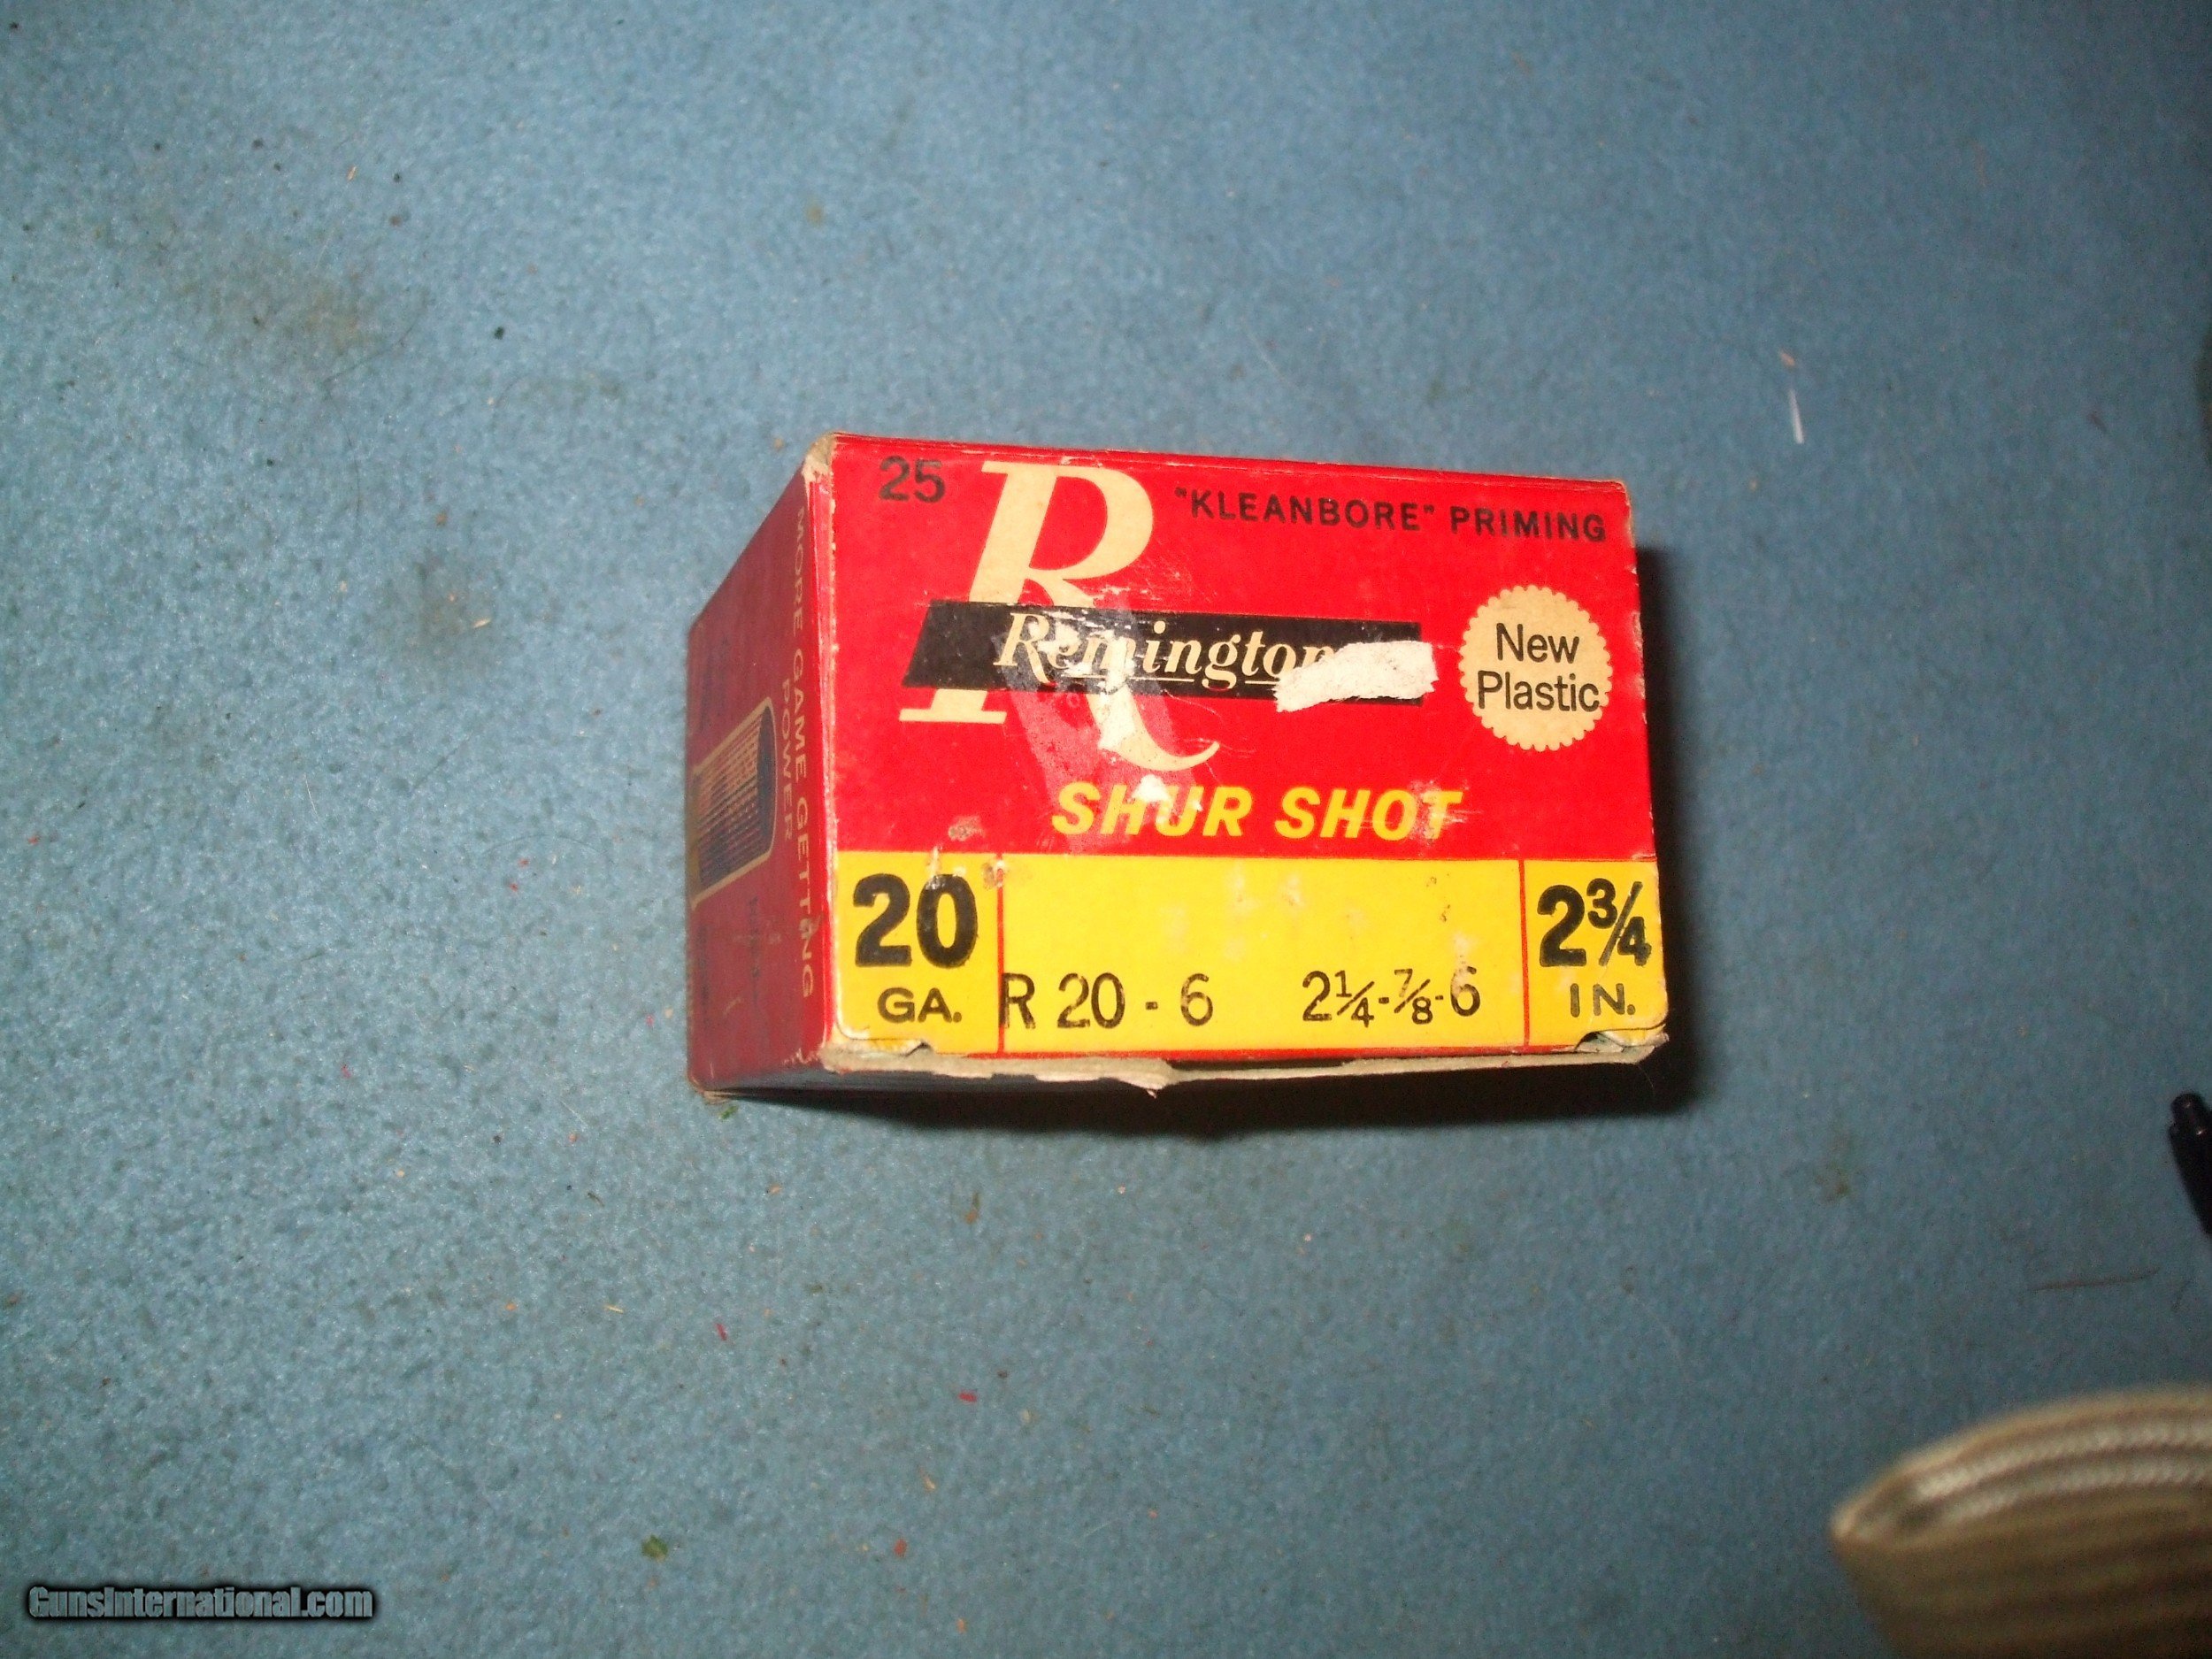 25
"KLEANBORE" PRIMING
Remington
New
Plastic
SHUR SHOT
20
GA.
R 20 - 6
2¼-⅞-6
2¾
IN.
MORE GAME GETTING
POWER
GunsInternational.com